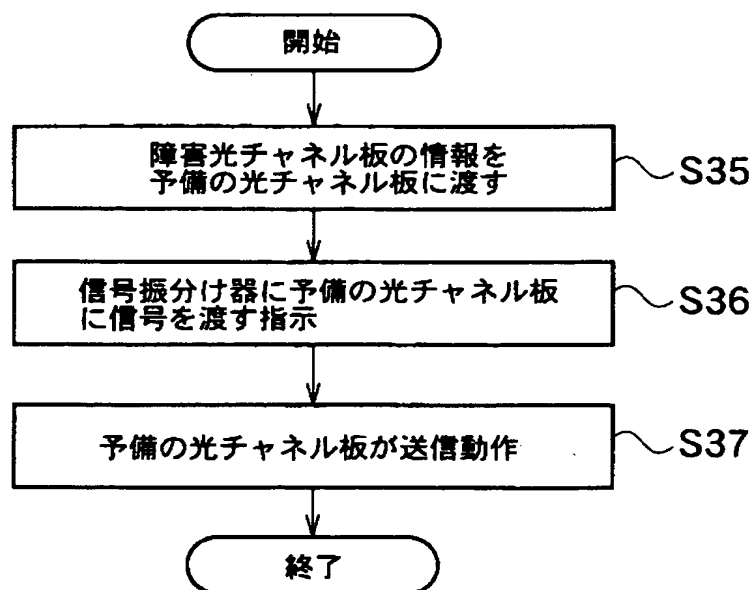 開始
障害光チャネル板の情報を
予備の光チャネル板に渡す
S35
信号振分け器に予備の光チャネル板
に信号を渡す指示
S36
予備の光チャネル板が送信動作
S37
終了